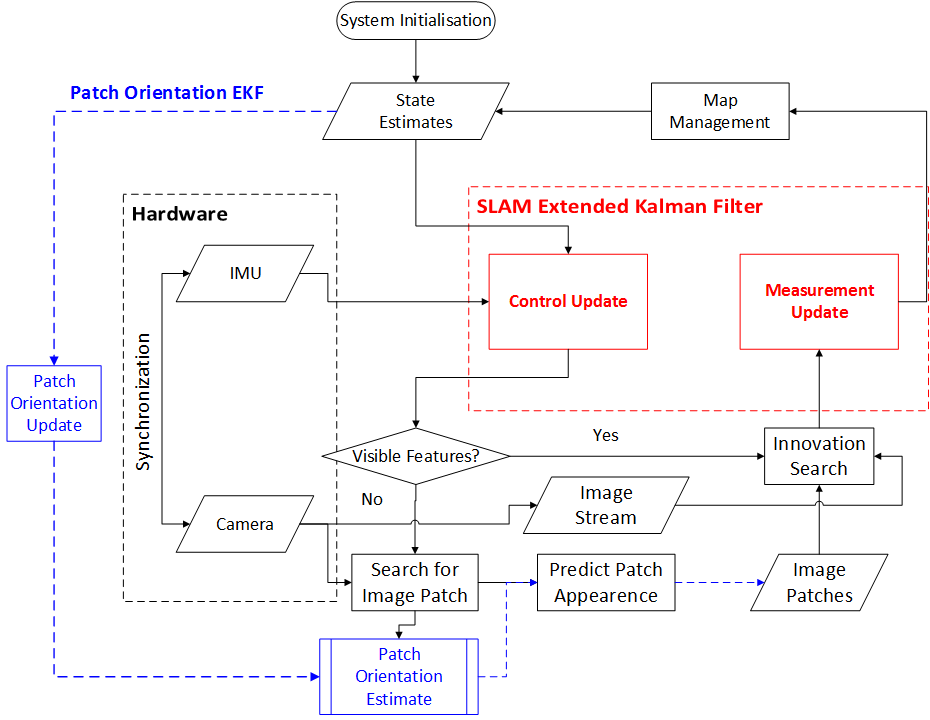 System Initialisation
Patch Orientation EKF
State
Estimates
Map
Management
Hardware
SLAM Extended Kalman Filter
IMU
Control Update
Measurement
Update
Synchronization
Patch
Orientation
Update
Visible Features?
Yes
Innovation
Search
No
Camera
Image
Stream
Search for
Image Patch
Predict Patch
Appearence
Image
Patches
Patch
Orientation
Estimate